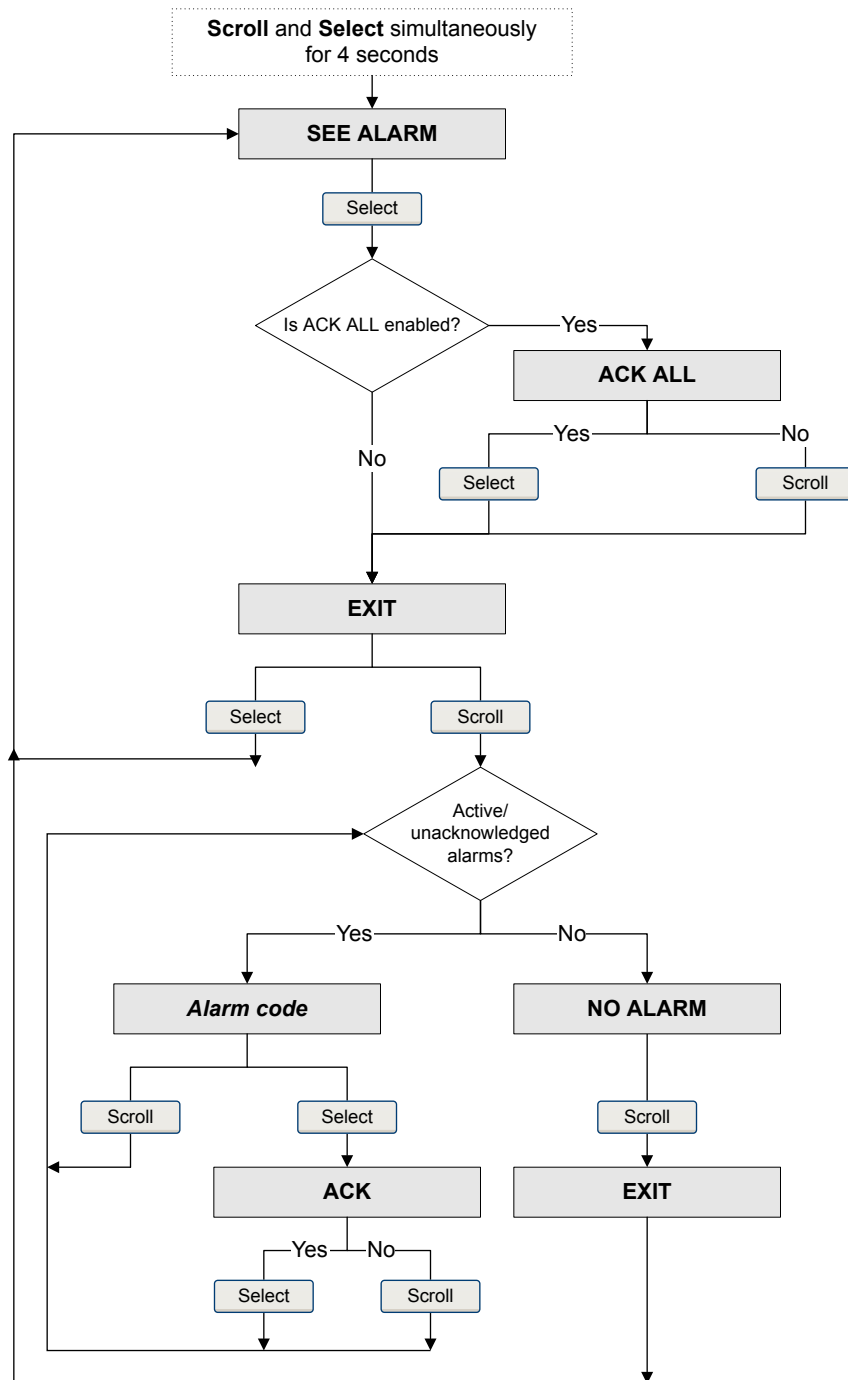 Scroll and Select simultaneously
for 4 seconds
SEE ALARM
Select
Is ACK ALL enabled?
Yes
ACK ALL
Yes
No
No
Select
Scroll
EXIT
Select
Scroll
Active/
unacknowledged
alarms?
Yes
No
Alarm code
NO ALARM
Scroll
Select
Scroll
ACK
EXIT
Yes
No
Select
Scroll